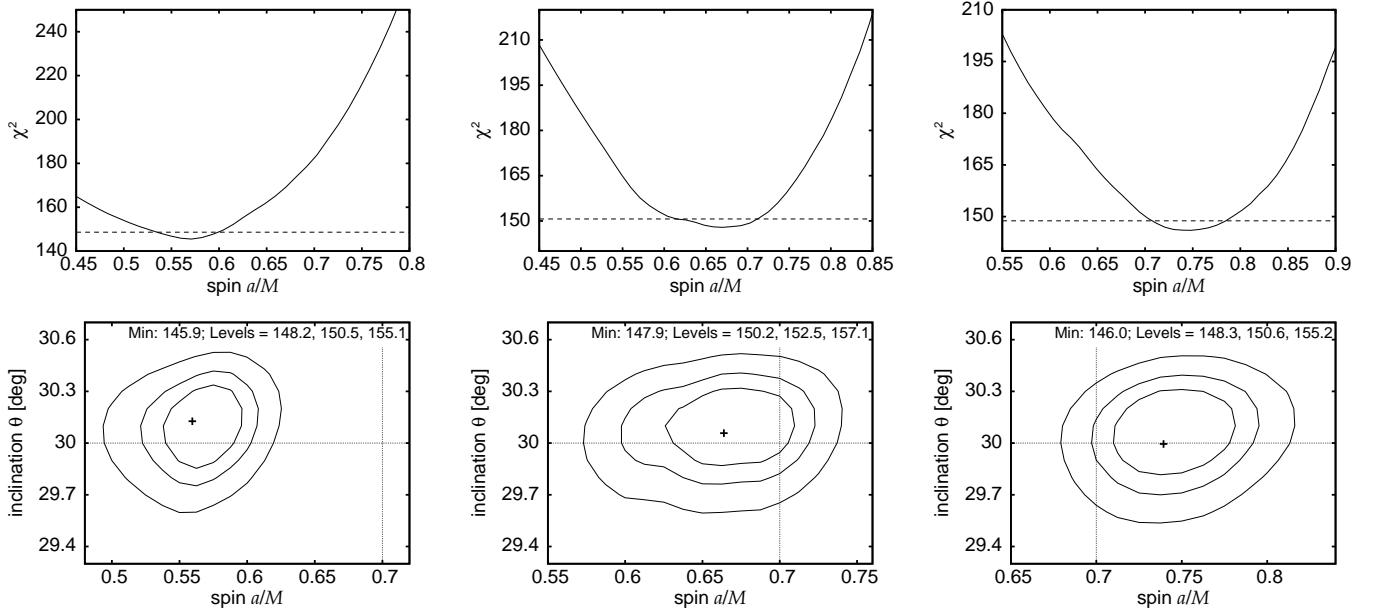 240
220
200
180
160
140
χ²
0.45 0.5 0.55 0.6 0.65 0.7 0.75 0.8
spin a/M
210
195
180
165
150
χ²
0.45 0.5 0.55 0.6 0.65 0.7 0.75 0.8 0.85
spin a/M
210
195
180
165
150
χ²
0.55 0.6 0.65 0.7 0.75 0.8 0.85 0.9
spin a/M
Min: 145.9; Levels = 148.2, 150.5, 155.1
30.6
30.3
30
29.7
29.4
inclination θ [deg]
0.5 0.55 0.6 0.65 0.7
spin a/M
Min: 147.9; Levels = 150.2, 152.5, 157.1
30.6
30.3
30
29.7
29.4
inclination θ [deg]
0.55 0.6 0.65 0.7 0.75
spin a/M
Min: 146.0; Levels = 148.3, 150.6, 155.2
30.6
30.3
30
29.7
29.4
inclination θ [deg]
0.65 0.7 0.75 0.8
spin a/M